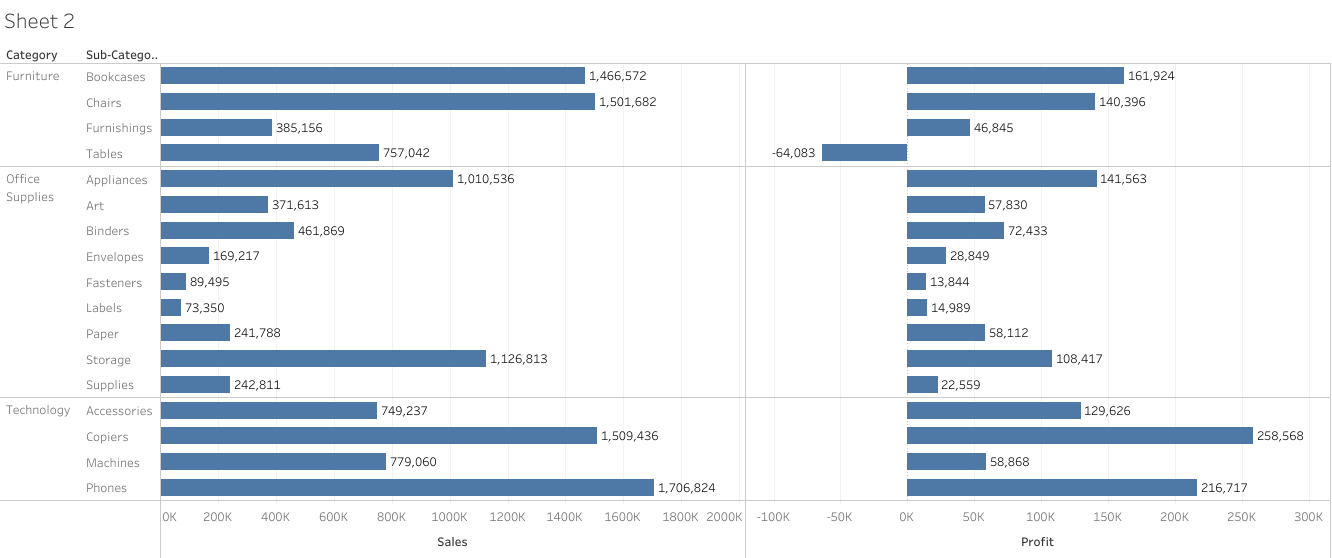 Sheet 2
Category Sub-Catego..
Furniture Bookcases 1,466,572 161,924
Chairs 1,501,682 140,396
Furnishings 385,156 46,845
Tables 757,042 -64,083
Office Supplies Appliances 1,010,536 141,563
Art 371,613 57,830
Binders 461,869 72,433
Envelopes 169,217 28,849
Fasteners 89,495 13,844
Labels 73,350 14,989
Paper 241,788 58,112
Storage 1,126,813 108,417
Supplies 242,811 22,559
Technology Accessories 749,237 129,626
Copiers 1,509,436 258,568
Machines 779,060 58,868
Phones 1,706,824 216,717
0K 200K 400K 600K 800K 1000K 1200K 1400K 1600K 1800K 2000K -100K -50K 0K 50K 100K 150K 200K 250K 300K
Sales Profit